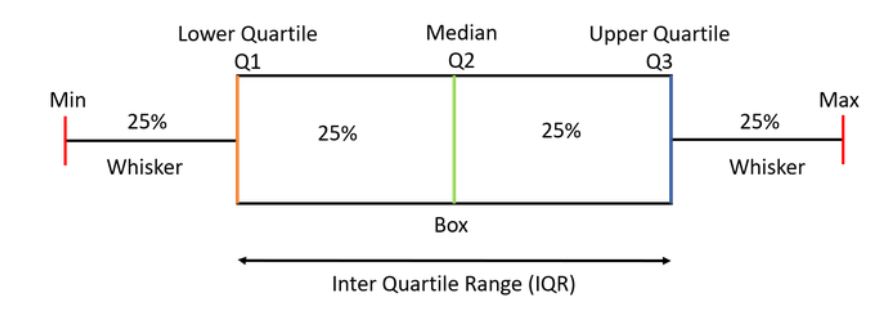 Lower Quartile
Q1
Median
Q2
Upper Quartile
Q3
Min
25%
Whisker
25%
25%
Max
25%
Whisker
Box
Inter Quartile Range (IQR)